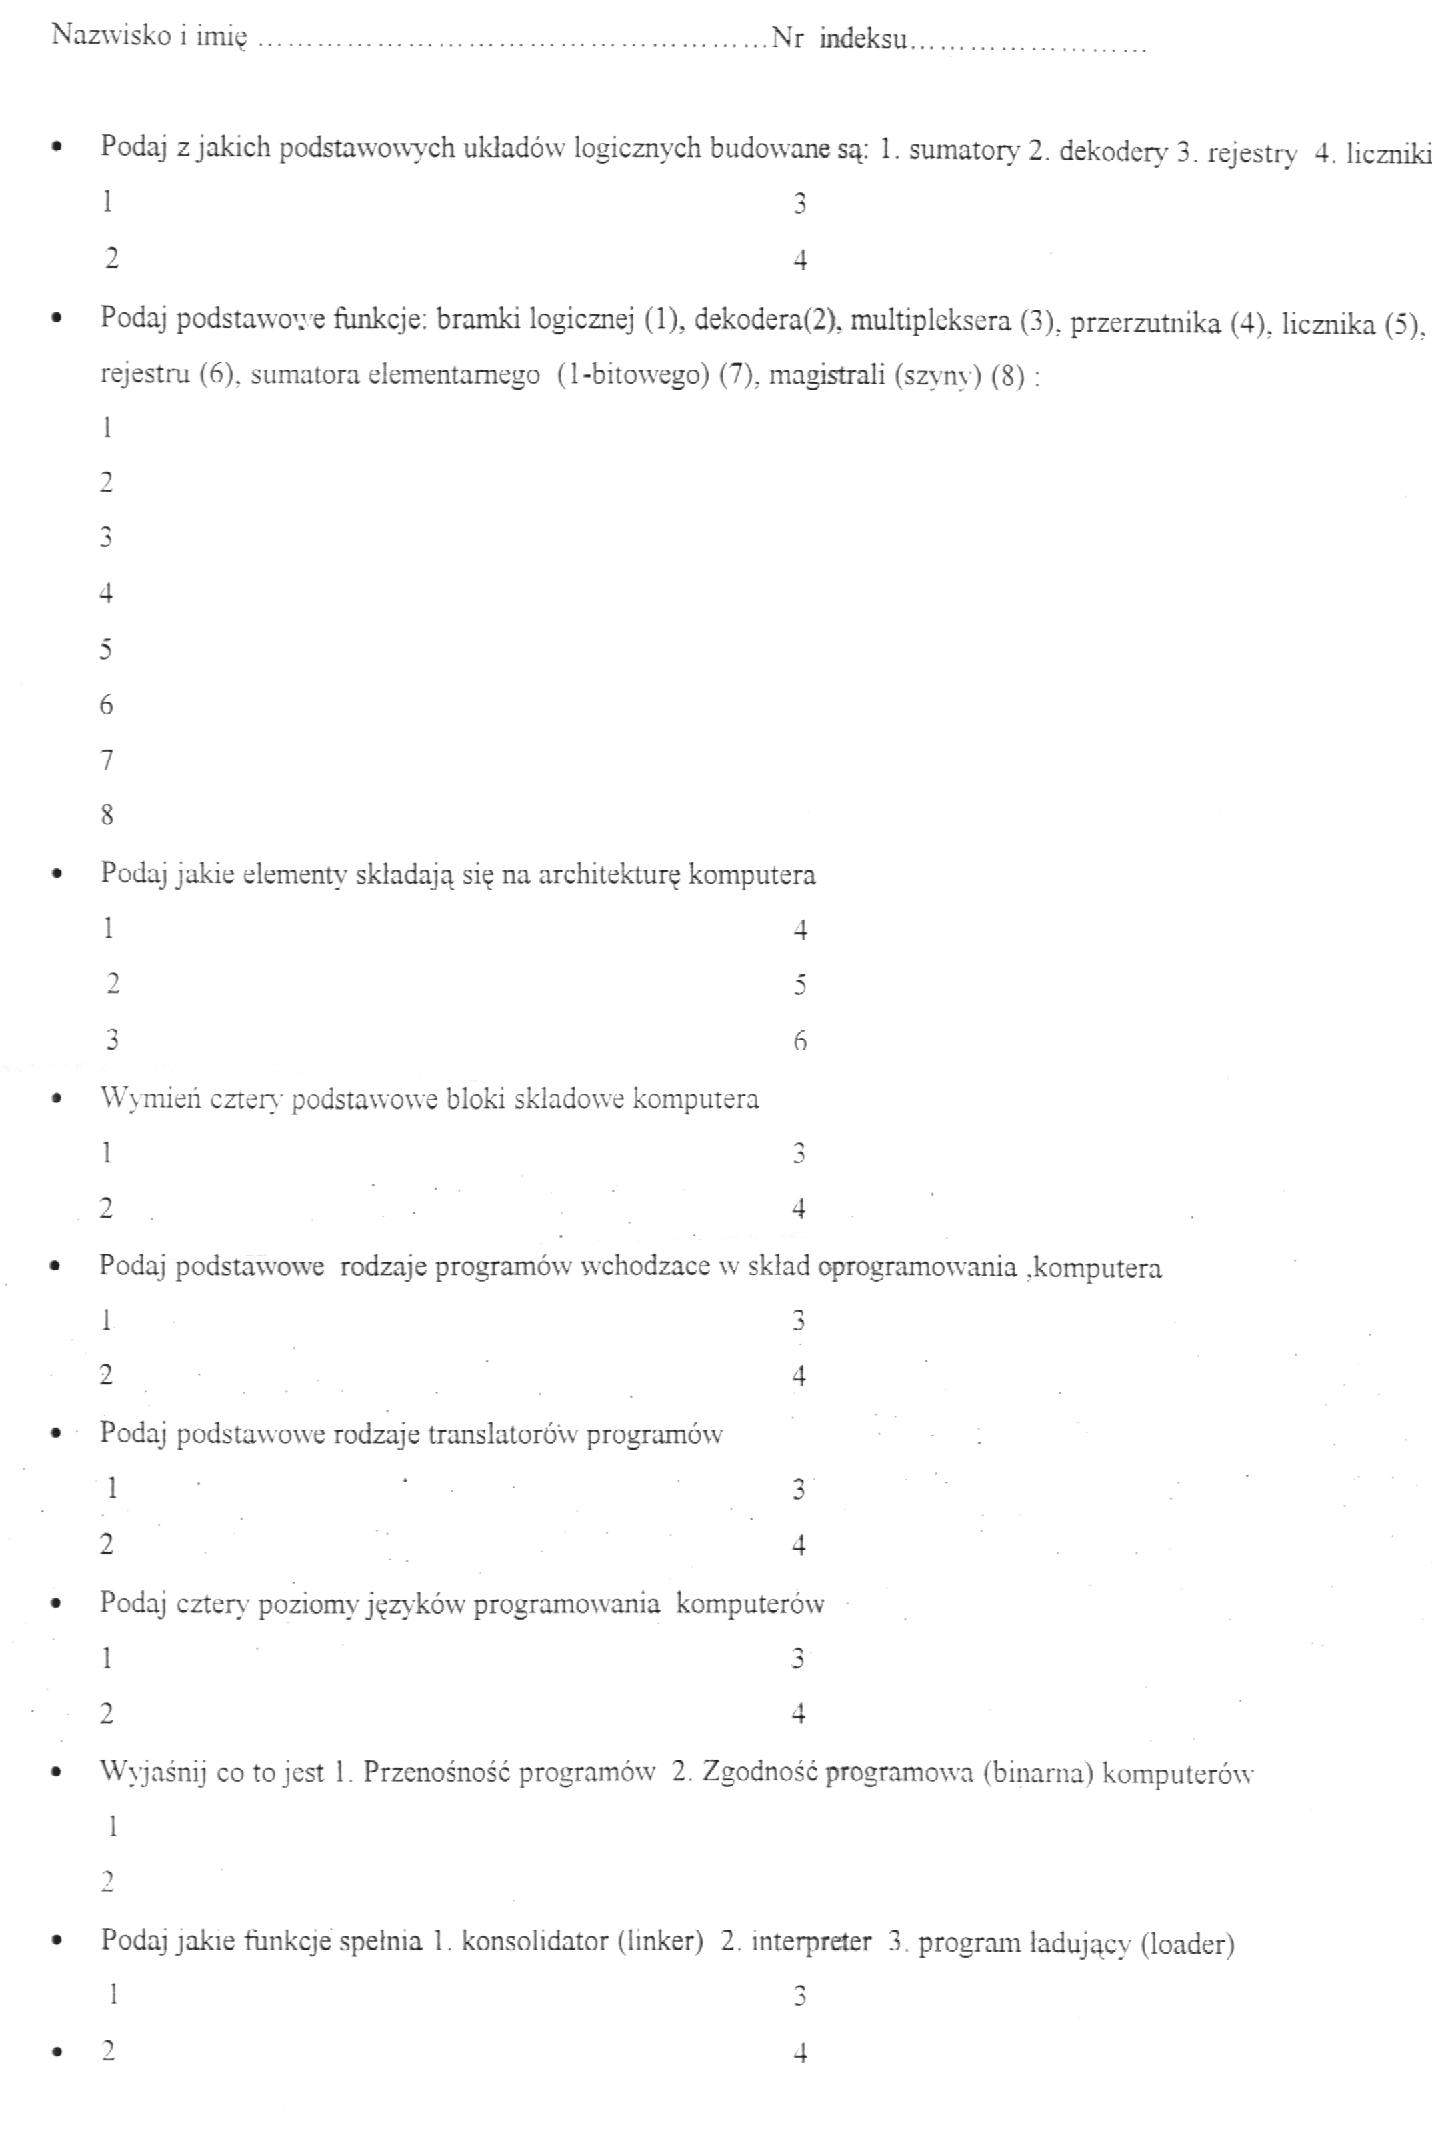 Nazwisko i imię ........................................................Nr indeksu..........................
• Podaj z jakich podstawowych układów logicznych budowane są: 1. sumatory 2. dekodery 3. rejestry 4. liczniki
1 3
2 4
• Podaj podstawowe funkcje: bramki logicznej (1), dekodera(2), multipleksera (3), przerzutnika (4), licznika (5),
rejestru (6), sumatora elementarnego (1-bitowego) (7), magistrali (szyny) (8) :
1
2
3
4
5
6
7
8
• Podaj jakie elementy składają się na architekturę komputera
1 4
2 5
3 6
• Wymień cztery podstawowe bloki składowe komputera
1 3
2 4
• Podaj podstawowe rodzaje programów wchodzace w skład oprogramowania ,komputera
1 3
2 4
• Podaj podstawowe rodzaje translatorów programów
1 3
2 4
• Podaj cztery poziomy języków programowania komputerów
1 3
2 4
• Wyjaśnij co to jest 1. Przenośność programów 2. Zgodność programowa (binarna) komputerów
1
2
• Podaj jakie funkcje spełnia 1. konsolidator (linker) 2. interpreter 3. program ładujący (loader)
1 3
• 2 4